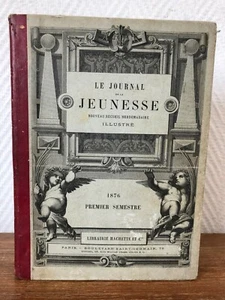 LE JOURNAL
DE LA
JEUNESSE
NOUVEAU RECUEIL HEBDOMADAIRE
ILLUSTRÉ
1876
PREMIER SEMESTRE
LIBRAIRIE HACHETTE ET Cie
PARIS — BOULEVARD SAINT-GERMAIN, 79